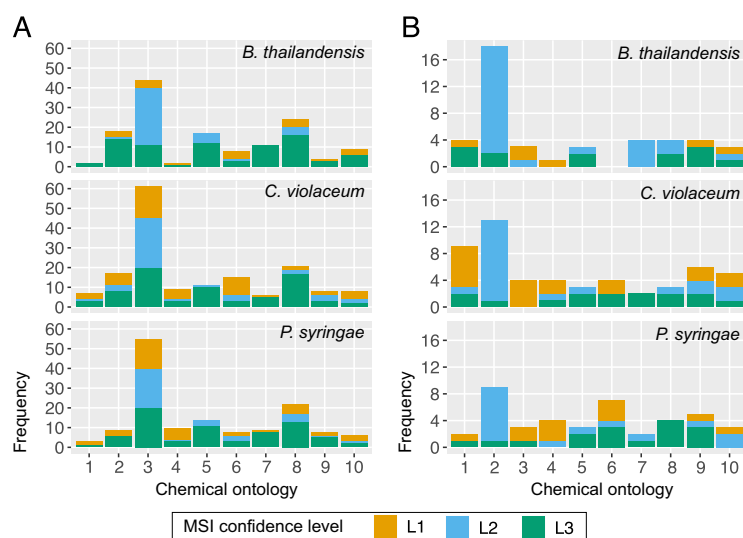 A
B
B. thailandensis
60
50
40
30
20
10
0
C. violaceum
60
50
40
30
20
10
0
P. syringae
60
50
40
30
20
10
0
Frequency
1 2 3 4 5 6 7 8 9 10
Chemical ontology
B. thailandensis
16
12
8
4
0
C. violaceum
16
12
8
4
0
P. syringae
16
12
8
4
0
Frequency
1 2 3 4 5 6 7 8 9 10
Chemical ontology
MSI confidence level L1 L2 L3